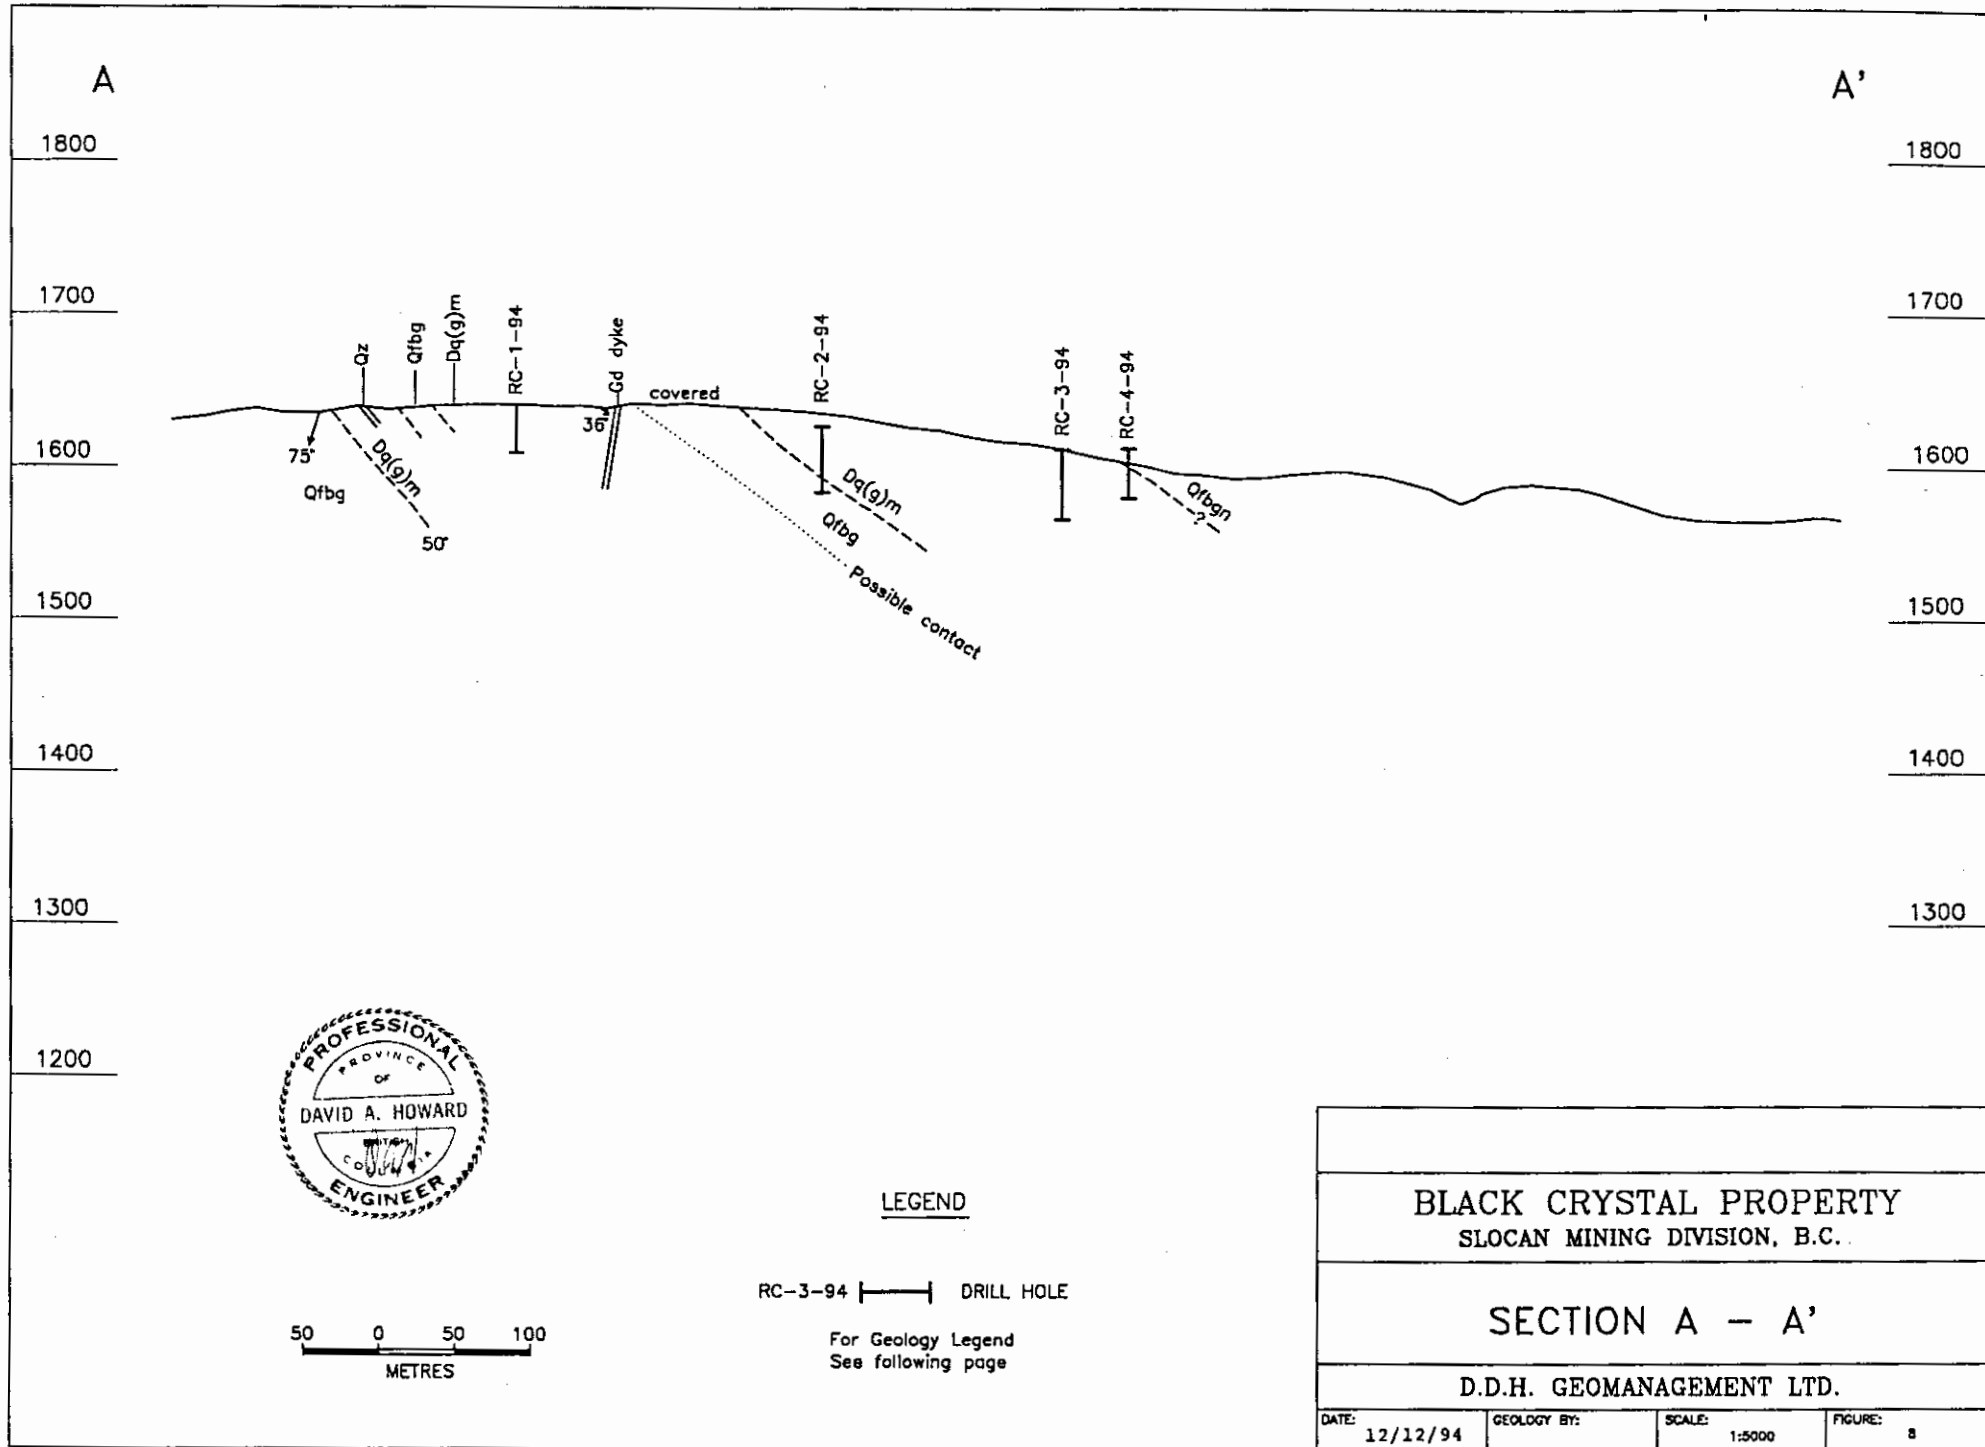 A
A'
1800
1800
1700
1700
1600
1600
1500
1500
1400
1400
1300
1300
1200
Qz
Qfbg
Dq(g)m
RC-1-94
Gd dyke
covered
RC-2-94
RC-3-94
RC-4-94
75°
Qfbg
Dq(g)m
50°
36°
Dq(g)m
Qfbg
Possible contact
Qfbgn
?
PROFESSIONAL
PROVINCE
OF
DAVID A. HOWARD
BRITISH
COLUMBIA
ENGINEER
50 0 50 100
METRES
LEGEND
RC-3-94 DRILL HOLE
For Geology Legend
See following page
BLACK CRYSTAL PROPERTY
SLOCAN MINING DIVISION, B.C.
SECTION A - A'
D.D.H. GEOMANAGEMENT LTD.
DATE: 12/12/94
GEOLOGY BY:
SCALE: 1:5000
FIGURE: 8